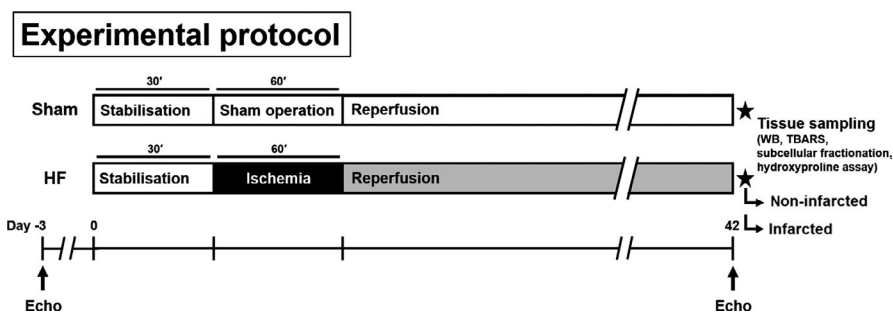 Experimental protocol
30′ 60′
Sham Stabilisation Sham operation Reperfusion
Tissue sampling
(WB, TBARS,
subcellular fractionation,
hydroxyproline assay)
30′ 60′
HF Stabilisation Ischemia Reperfusion
Non-infarcted
Infarcted
Day -3 0 42
Echo Echo